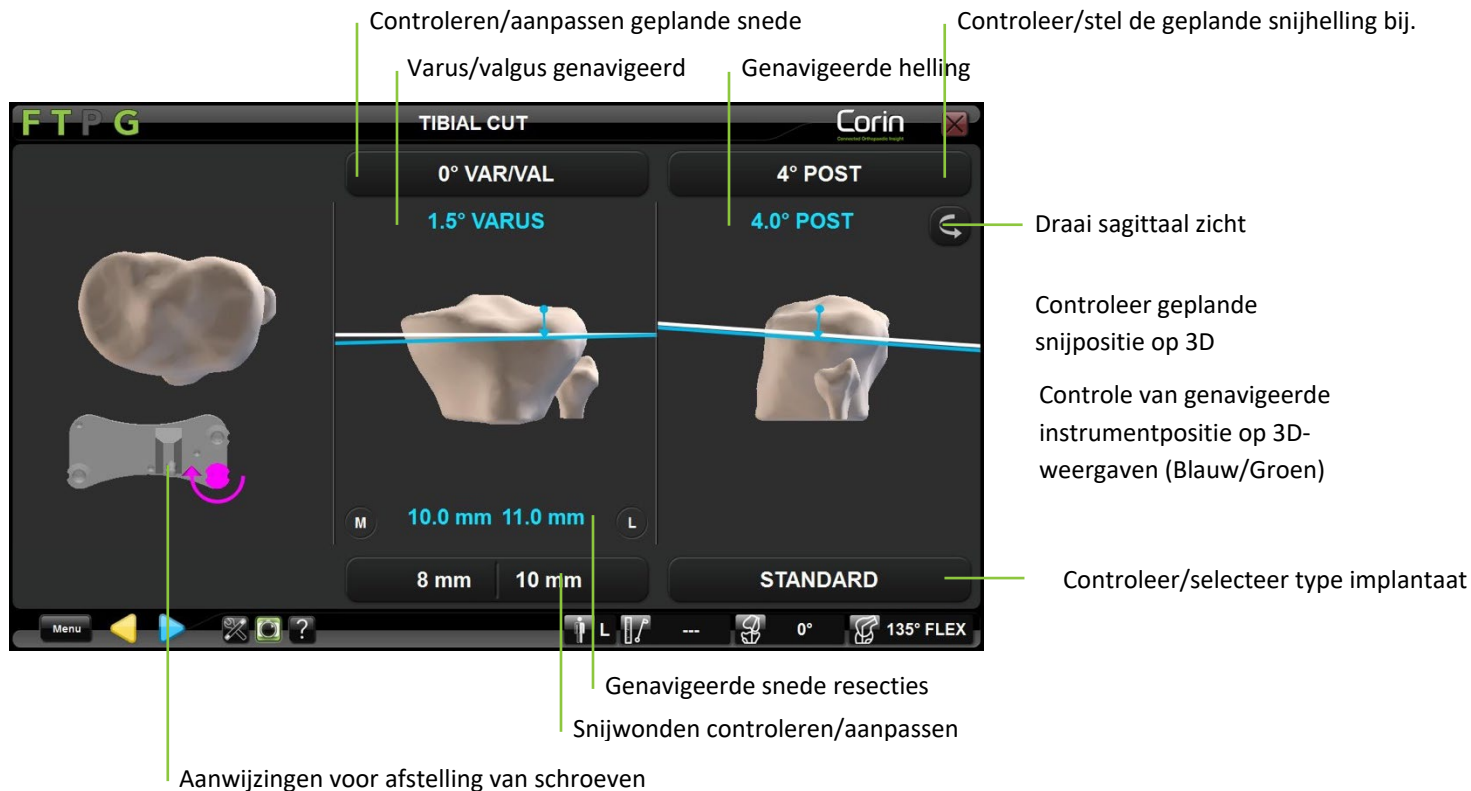 Controleren/aanpassen geplande snede
Controleer/stel de geplande snijhelling bij.
Varus/valgus genavigeerd
Genavigeerde helling
F T P G
TIBIAL CUT
Corin
Connected Orthopaedic Insight
0° VAR/VAL
4° POST
1.5° VARUS
4.0° POST
Draai sagittaal zicht
Controleer geplande
snijpositie op 3D
Controle van genavigeerde
instrumentpositie op 3D-
weergaven (Blauw/Groen)
M
10.0 mm 11.0 mm
L
8 mm
10 mm
STANDARD
Controleer/selecteer type implantaat
Menu
?
L
---
0°
135° FLEX
Genavigeerde snede resecties
Snijwonden controleren/aanpassen
Aanwijzingen voor afstelling van schroeven